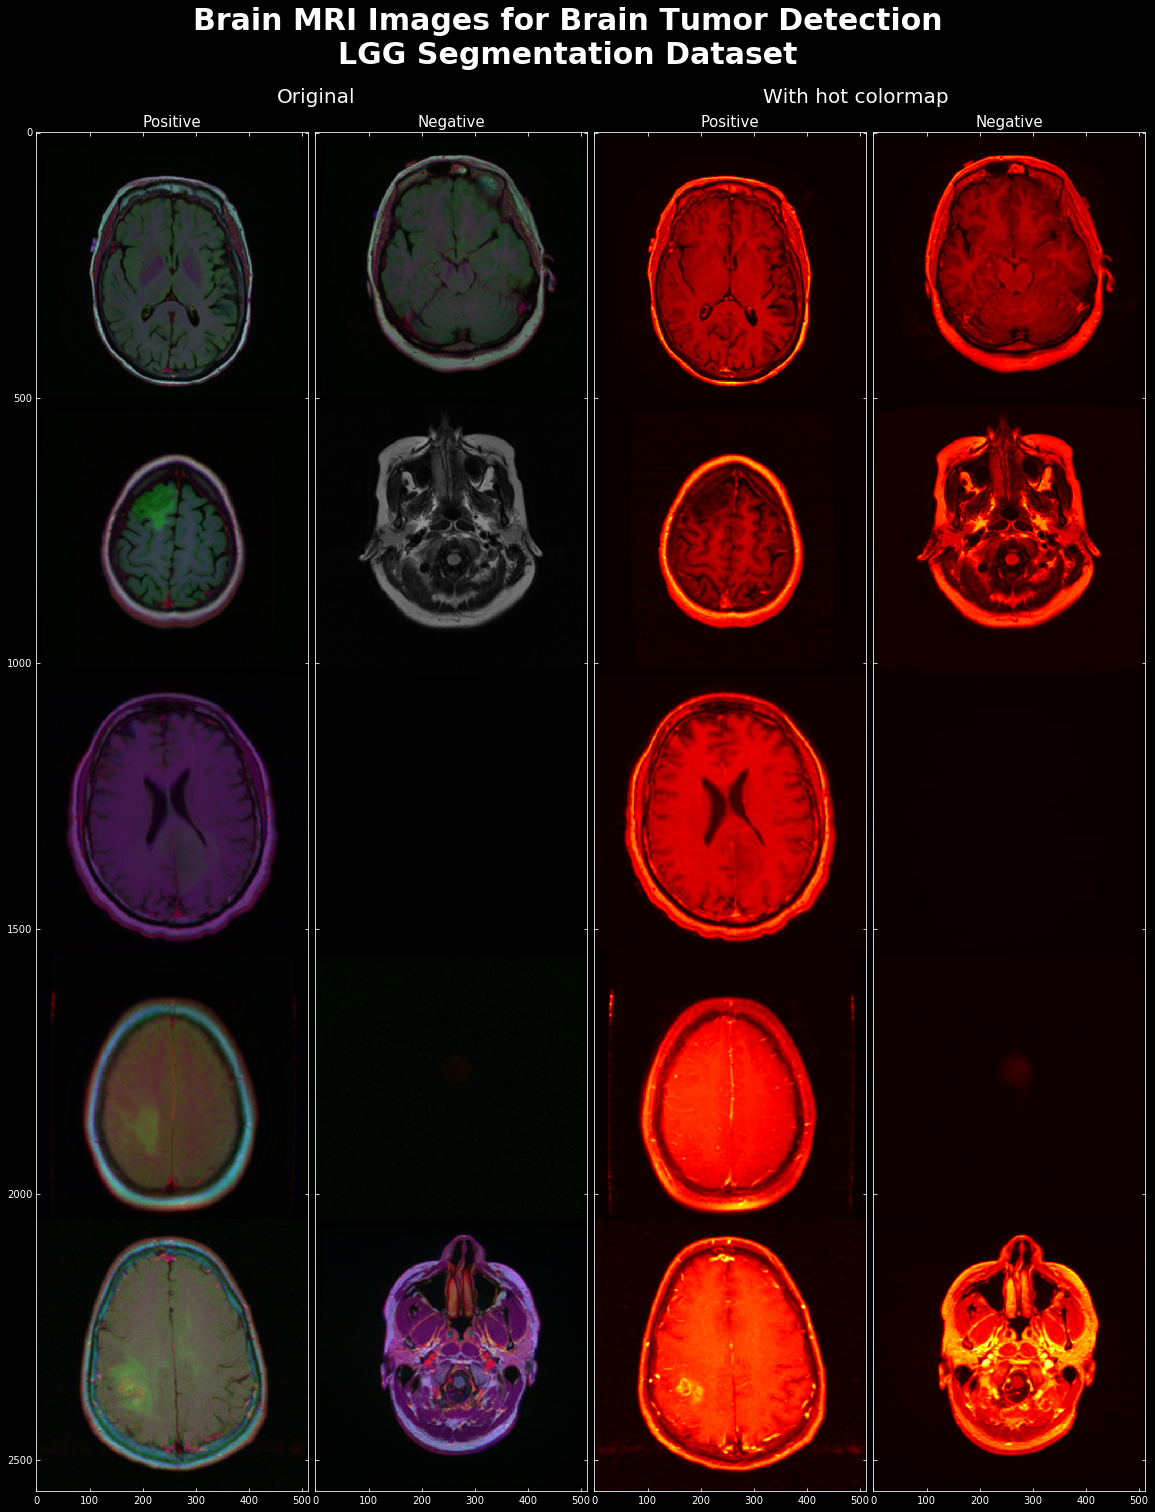 Brain MRI Images for Brain Tumor Detection
LGG Segmentation Dataset
Original
With hot colormap
Positive
Negative
Positive
Negative
0
500
1000
1500
2000
2500
0 100 200 300 400 500
0 100 200 300 400 500
0 100 200 300 400 500
0 100 200 300 400 500